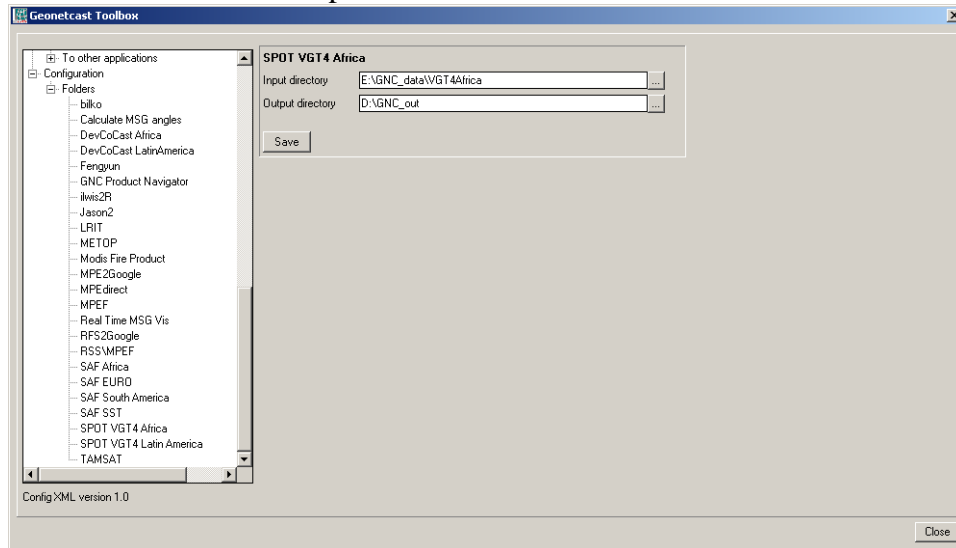 Geonetcast Toolbox
To other applications
Configuration
Folders
bilko
Calculate MSG angles
DevCoCast Africa
DevCoCast LatinAmerica
Fengyun
GNC Product Navigator
ilwis2R
Jason2
LRIT
METOP
Modis Fire Product
MPE2Google
MPEdirect
MPEF
Real Time MSG Vis
RFS2Google
RSS\MPEF
SAF Africa
SAF EURO
SAF South America
SAF SST
SPOT VGT4 Africa
SPOT VGT4 Latin America
TAMSAT
Config XML version 1.0
SPOT VGT4 Africa
Input directory E:\GNC_data\VGT4Africa ...
Output directory D:\GNC_out ...
Save
Close